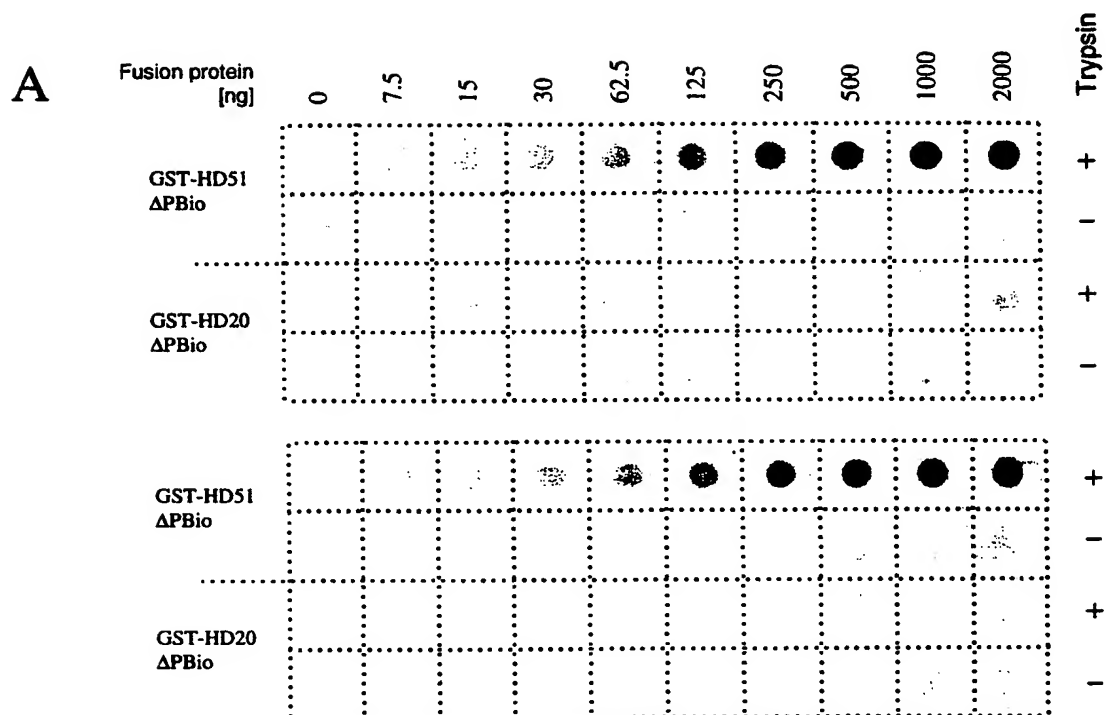 A
Fusion protein
[ng]
0 7.5 15 30 62.5 125 250 500 1000 2000
Trypsin
GST-HD51
ΔPBio
+
−
GST-HD20
ΔPBio
+
−
GST-HD51
ΔPBio
+
−
GST-HD20
ΔPBio
+
−